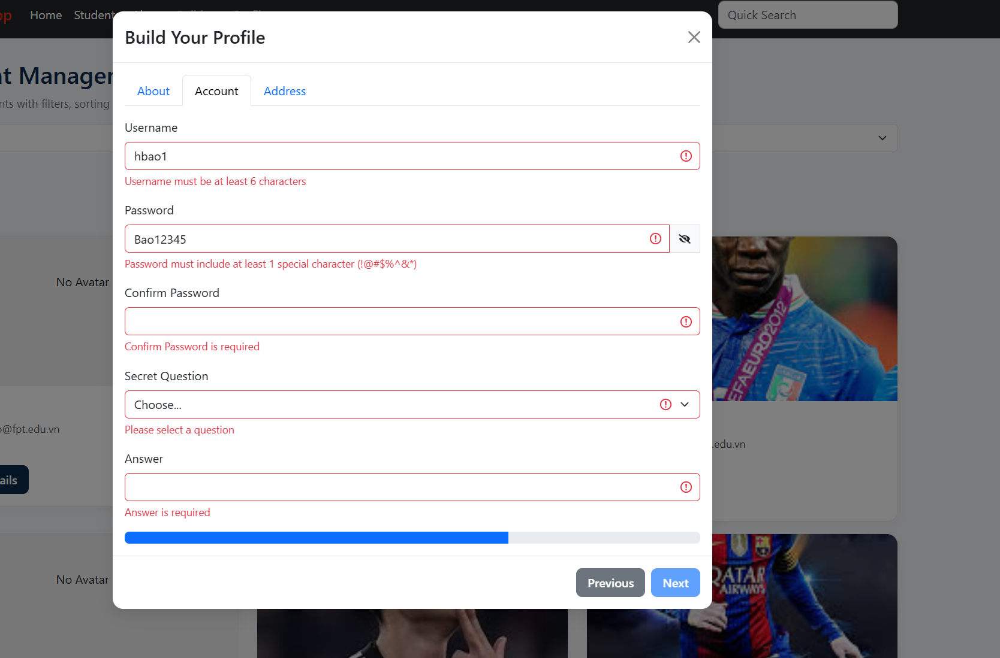 Home Student
Quick Search
Build Your Profile
nts with filters, sorting
About Account Address
Username
hbao1
Username must be at least 6 characters
Password
Bao12345
Password must include at least 1 special character (!@#$%^&*)
No Avatar
Confirm Password
Confirm Password is required
Secret Question
Choose...
Please select a question
@fpt.edu.vn
.edu.vn
Answer
ails
Answer is required
No Avatar
Previous Next
t Manager
EFAEURO2012
QATAR
AIRWAYS